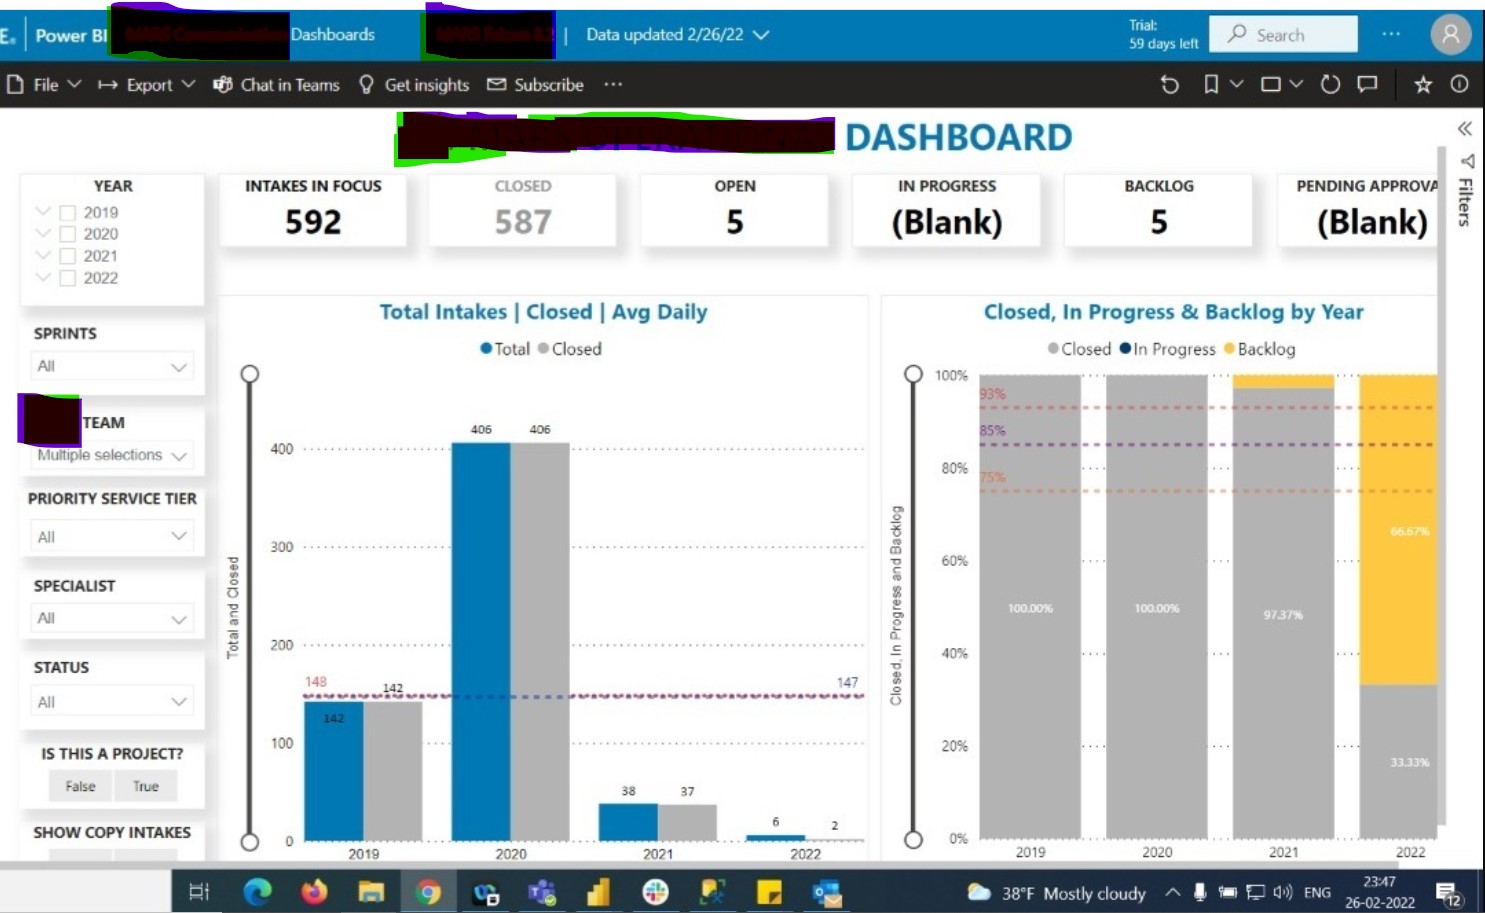 E. Power BI Dashboards | Data updated 2/26/22
Trial:
59 days left
Search
File Export Chat in Teams Get insights Subscribe
DASHBOARD
Filters
YEAR
2019
2020
2021
2022
INTAKES IN FOCUS
592
CLOSED
587
OPEN
5
IN PROGRESS
(Blank)
BACKLOG
5
PENDING APPROVA
(Blank)
SPRINTS
All
TEAM
Multiple selections
PRIORITY SERVICE TIER
All
SPECIALIST
All
STATUS
All
IS THIS A PROJECT?
False True
SHOW COPY INTAKES
Total Intakes | Closed | Avg Daily
Total Closed
Total and Closed
400
300
200
100
0
406 406
148
142
142
147
38 37
6 2
2019 2020 2021 2022
Closed, In Progress & Backlog by Year
Closed In Progress Backlog
Closed, In Progress and Backlog
100%
80%
60%
40%
20%
0%
93%
85%
75%
66.67%
100.00% 100.00% 97.37%
33.33%
2019 2020 2021 2022
38°F Mostly cloudy ENG
23:47
26-02-2022
12